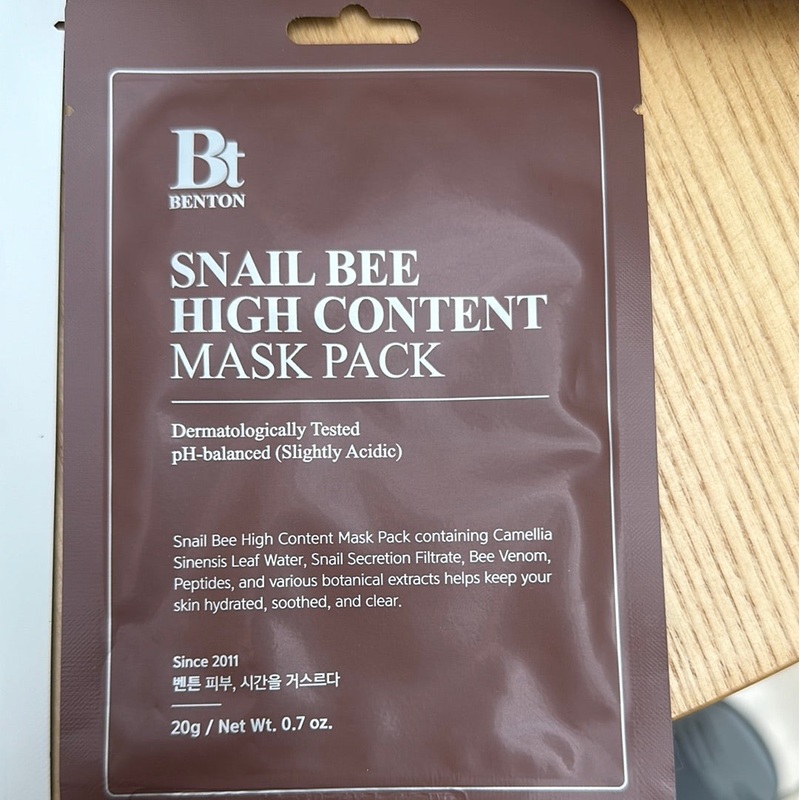 Bt
BENTON
SNAIL BEE
HIGH CONTENT
MASK PACK
Dermatologically Tested
pH-balanced (Slightly Acidic)
Snail Bee High Content Mask Pack containing Camellia
Sinensis Leaf Water, Snail Secretion Filtrate, Bee Venom,
Peptides, and various botanical extracts helps keep your
skin hydrated, soothed, and clear.
Since 2011
벤튼 피부, 시간을 거스르다
20g / Net Wt. 0.7 oz.